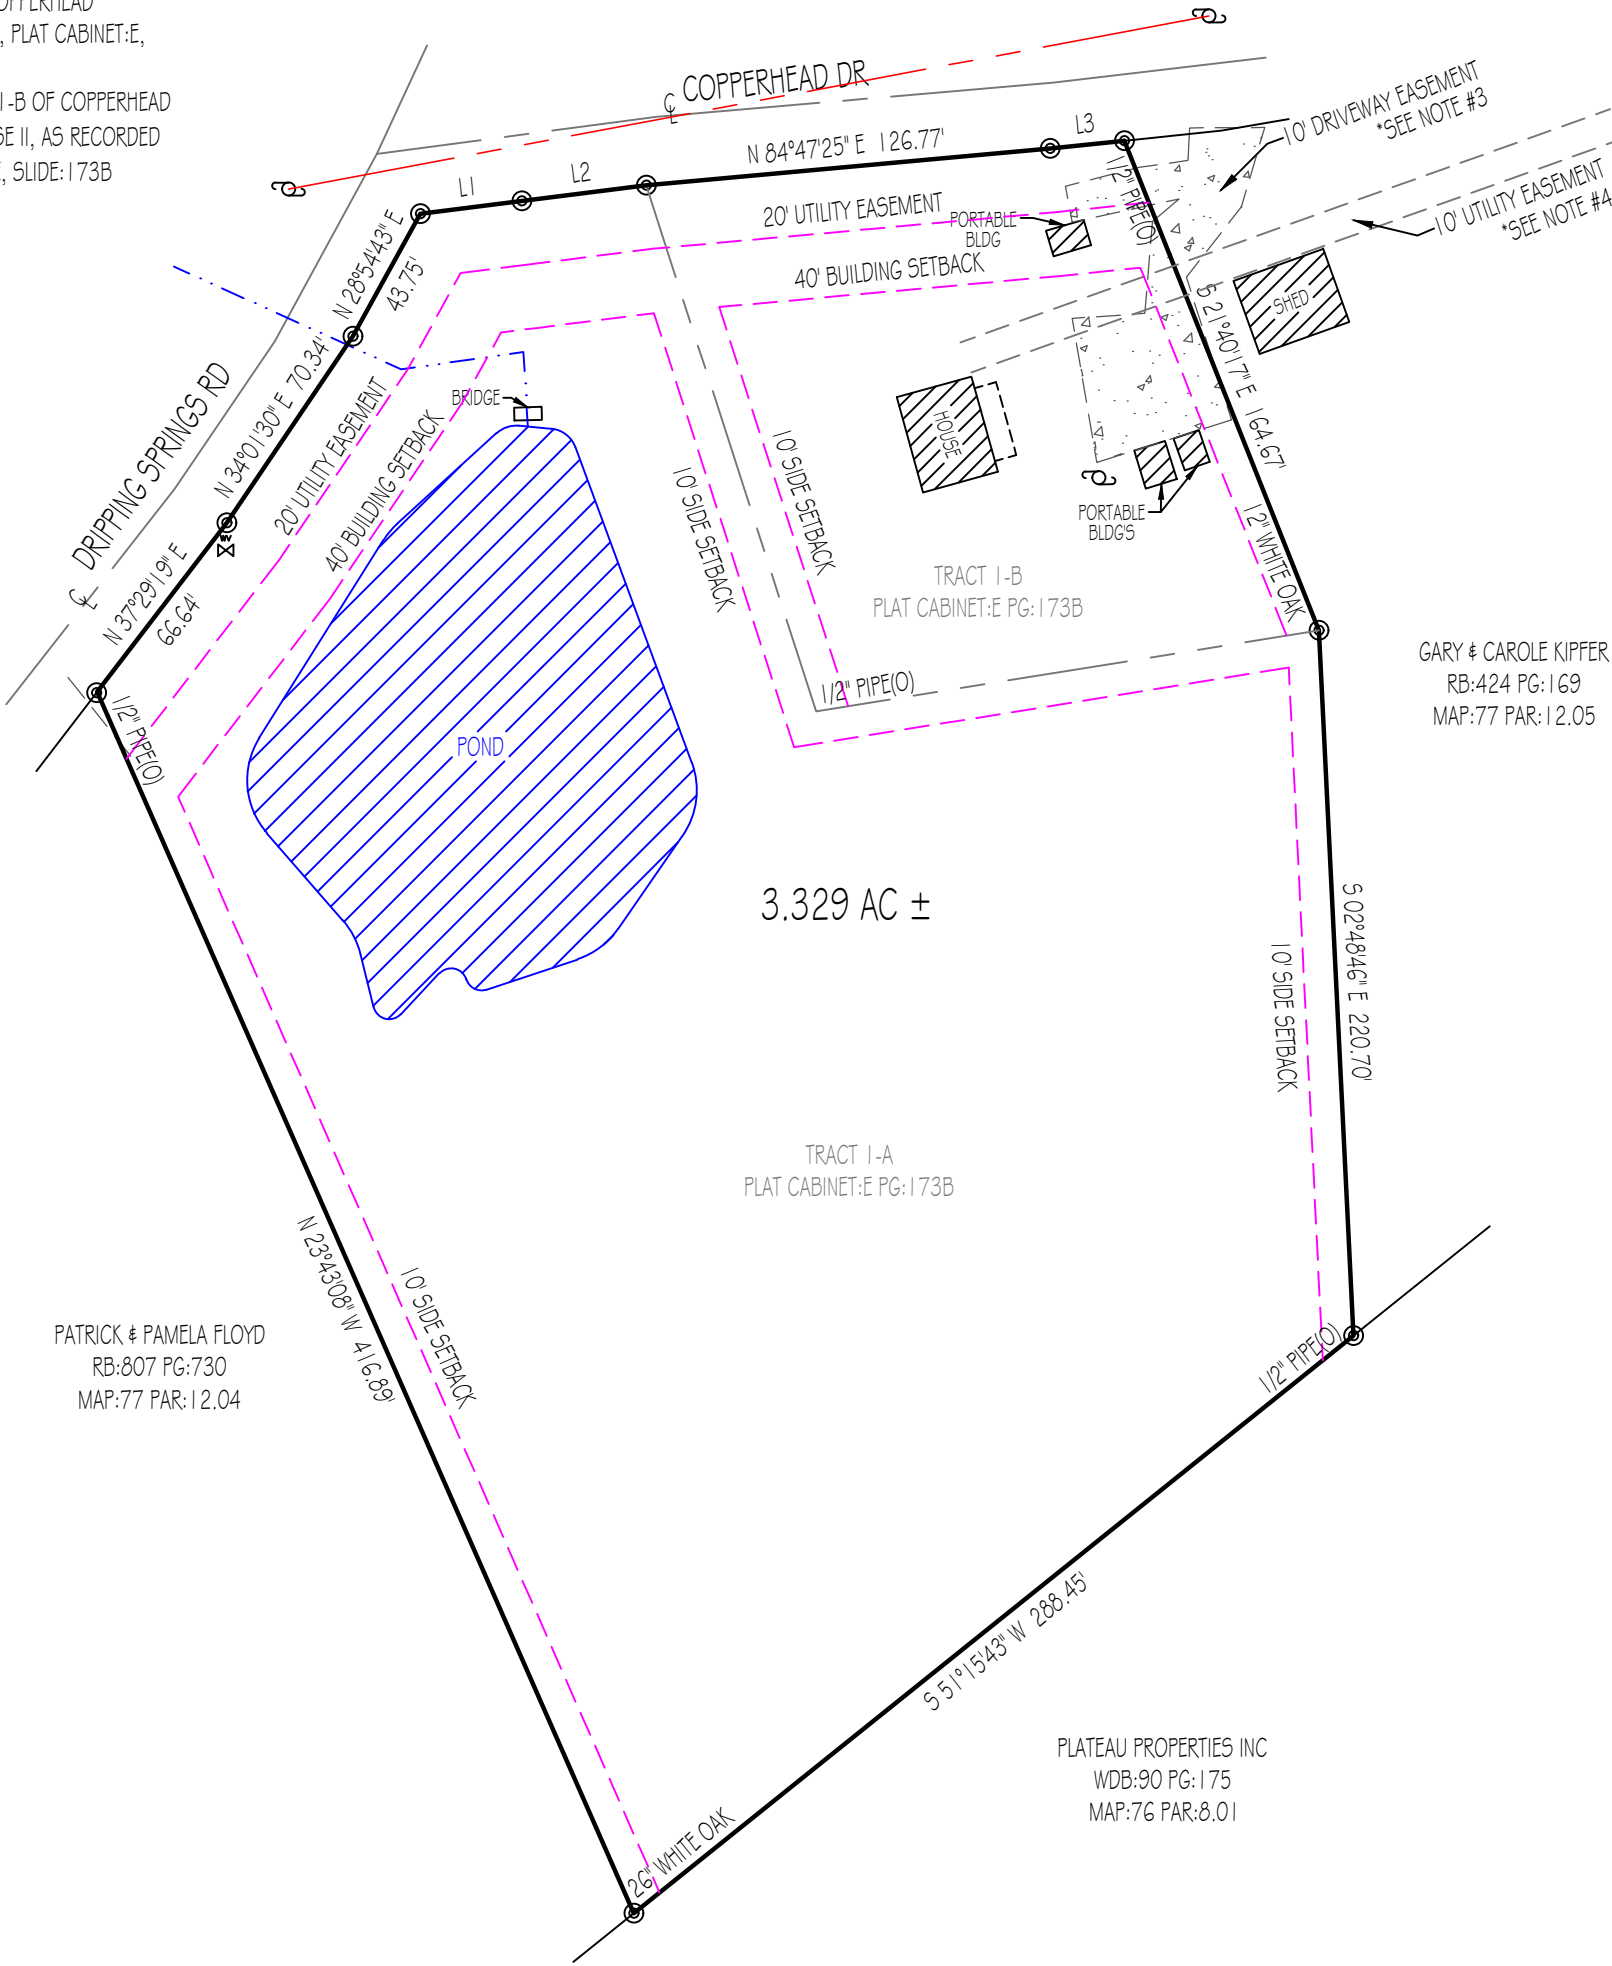 , PLAT CABINET:E,
1-B OF COPPERHEAD
SE II, AS RECORDED
SLIDE:173B
COPPERHEAD DR
L1
L2
N 84°47'25" E 126.77'
L3
10' DRIVEWAY EASEMENT
*SEE NOTE #3
10' UTILITY EASEMENT
*SEE NOTE #4
1/2" PIPE(O)
20' UTILITY EASEMENT
PORTABLE
BLDG
40' BUILDING SETBACK
N 28°54'43" E
43.75'
SHED
S 21°40'17" E 164.67'
DRIPPING SPRINGS RD
N 34°01'30" E 70.34'
20' UTILITY EASEMENT
40' BUILDING SETBACK
BRIDGE
HOUSE
10' SIDE SETBACK
10' SIDE SETBACK
PORTABLE
BLDG'S
12" WHITE OAK
WV
N 37°29'19" E
66.64'
TRACT 1-B
PLAT CABINET:E PG:173B
GARY & CAROLE KIPFER
RB:424 PG:169
MAP:77 PAR:12.05
1/2" PIPE(O)
1/2" PIPE(O)
POND
3.329 AC ±
S 02°48'46" E 220.70'
10' SIDE SETBACK
TRACT 1-A
PLAT CABINET:E PG:173B
N 23°43'08" W 416.89'
10' SIDE SETBACK
PATRICK & PAMELA FLOYD
RB:807 PG:730
MAP:77 PAR:12.04
1/2" PIPE(O)
S 51°15'43" W 288.45'
PLATEAU PROPERTIES INC
WDB:90 PG:175
MAP:76 PAR:8.01
26" WHITE OAK